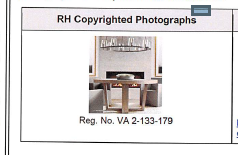 RH Copyrighted Photographs
Reg. No. VA 2-133-179